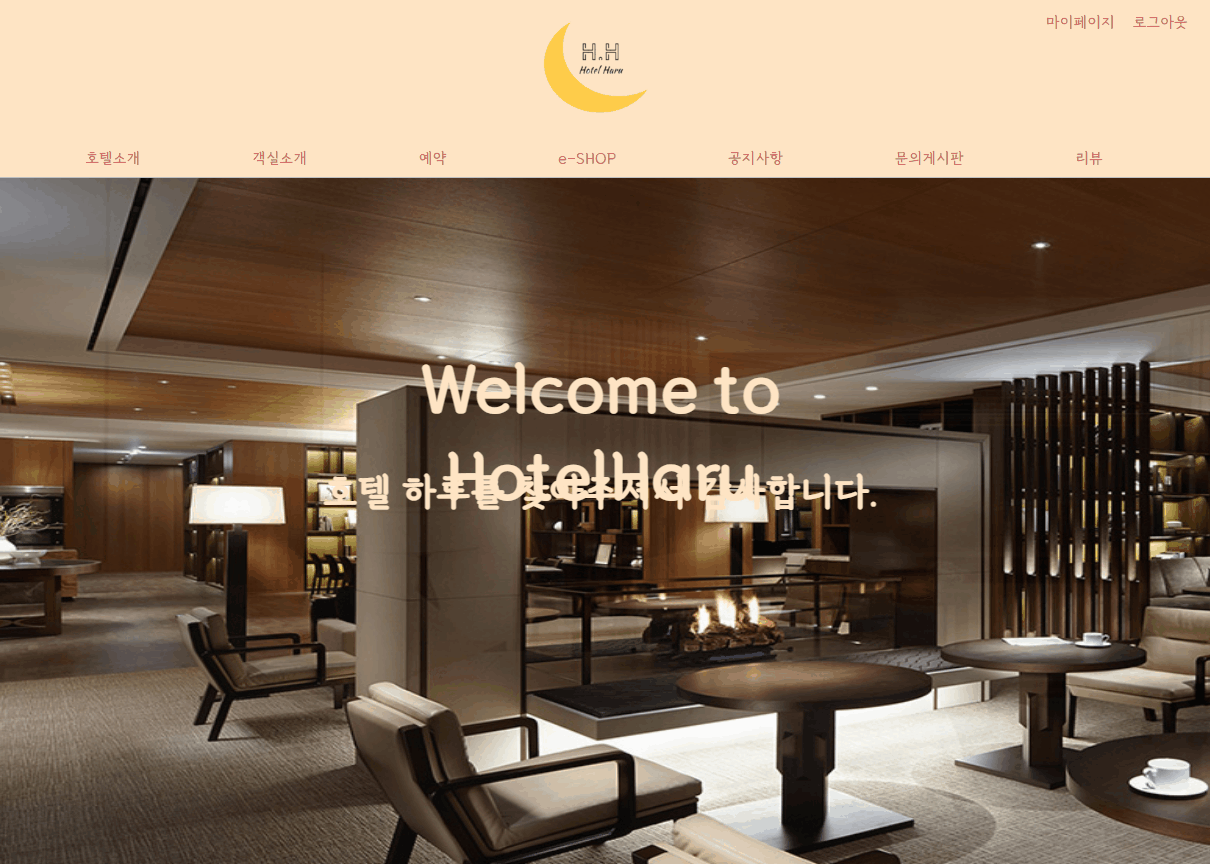 마이페이지 로그아웃
H.H
Hotel Haru
호텔소개 객실소개 예약 e-SHOP 공지사항 문의게시판 리뷰
Welcome to
HotelHaru
호텔 하루를 찾아주셔서 감사합니다.